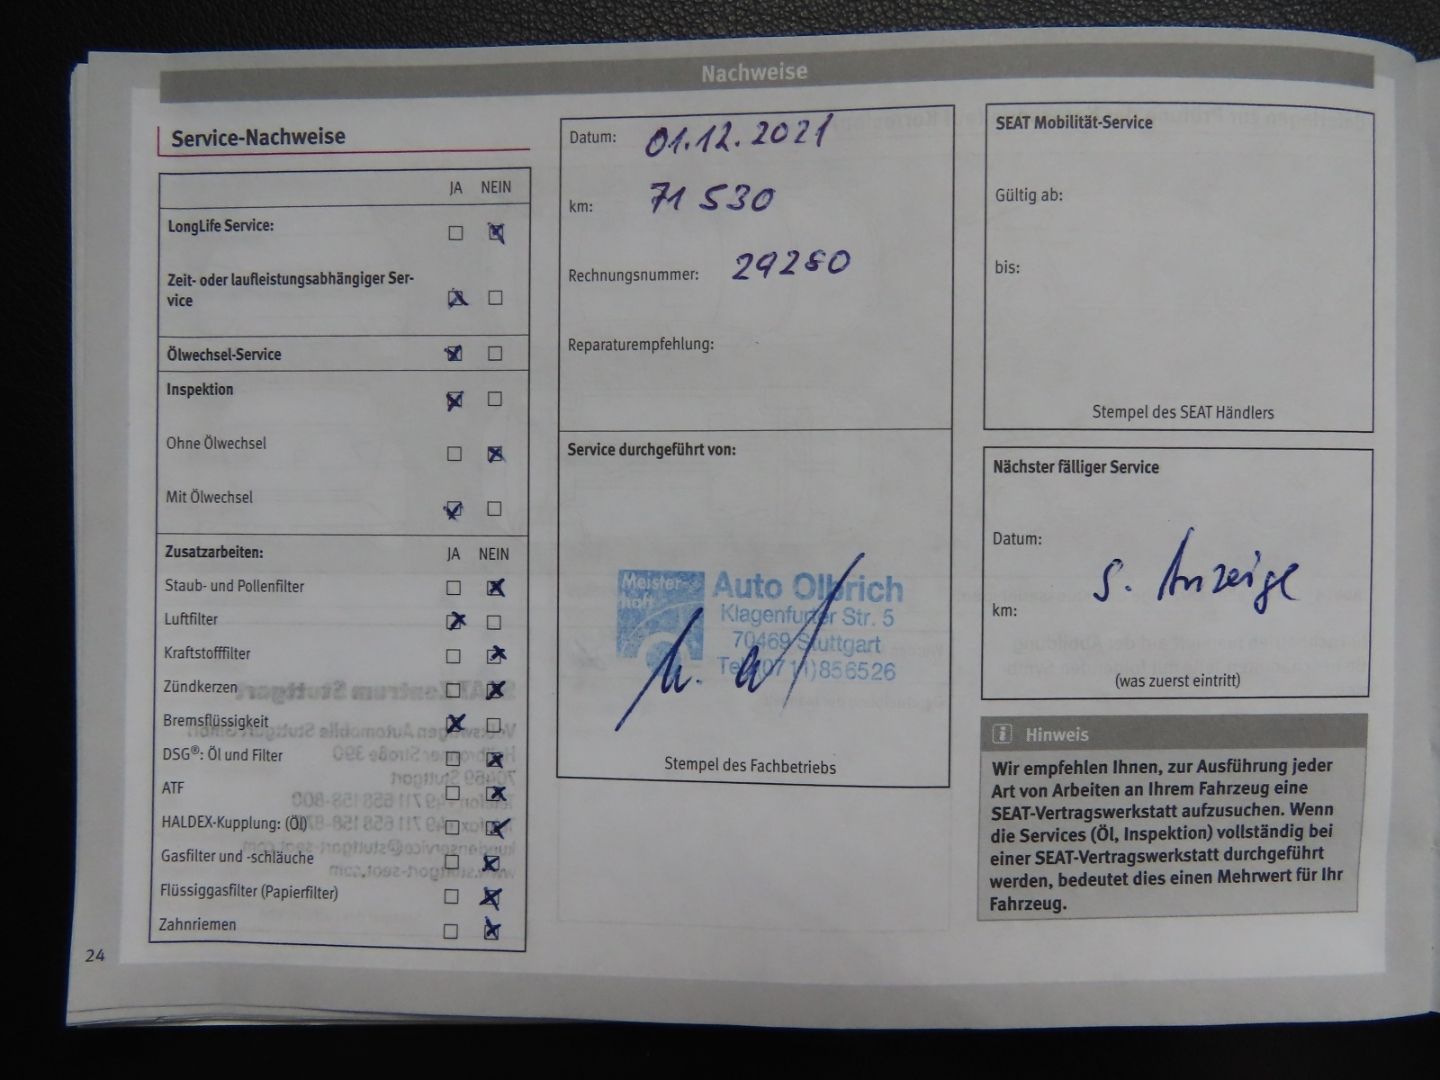 Nachweise
Service-Nachweise
JA NEIN
LongLife Service:
Zeit- oder laufleistungsabhängiger Ser-
vice
Ölwechsel-Service
Inspektion
Ohne Ölwechsel
Mit Ölwechsel
Zusatzarbeiten: JA NEIN
Staub- und Pollenfilter
Luftfilter
Kraftstofffilter
Zündkerzen
Bremsflüssigkeit
DSG®: Öl und Filter
ATF
HALDEX-Kupplung: (Öl)
Gasfilter und -schläuche
Flüssiggasfilter (Papierfilter)
Zahnriemen
24
Datum: 01.12.2021
km: 71 530
Rechnungsnummer: 29280
Reparaturempfehlung:
Service durchgeführt von:
Meister-
haft
Auto Olbrich
Klagenfurter Str. 5
70469 Stuttgart
Tel. (0711) 856526
Stempel des Fachbetriebs
SEAT Mobilität-Service
Gültig ab:
bis:
Stempel des SEAT Händlers
Nächster fälliger Service
Datum:
s. Anzeige
km:
(was zuerst eintritt)
i Hinweis
Wir empfehlen Ihnen, zur Ausführung jeder
Art von Arbeiten an Ihrem Fahrzeug eine
SEAT-Vertragswerkstatt aufzusuchen. Wenn
die Services (Öl, Inspektion) vollständig bei
einer SEAT-Vertragswerkstatt durchgeführt
werden, bedeutet dies einen Mehrwert für Ihr
Fahrzeug.